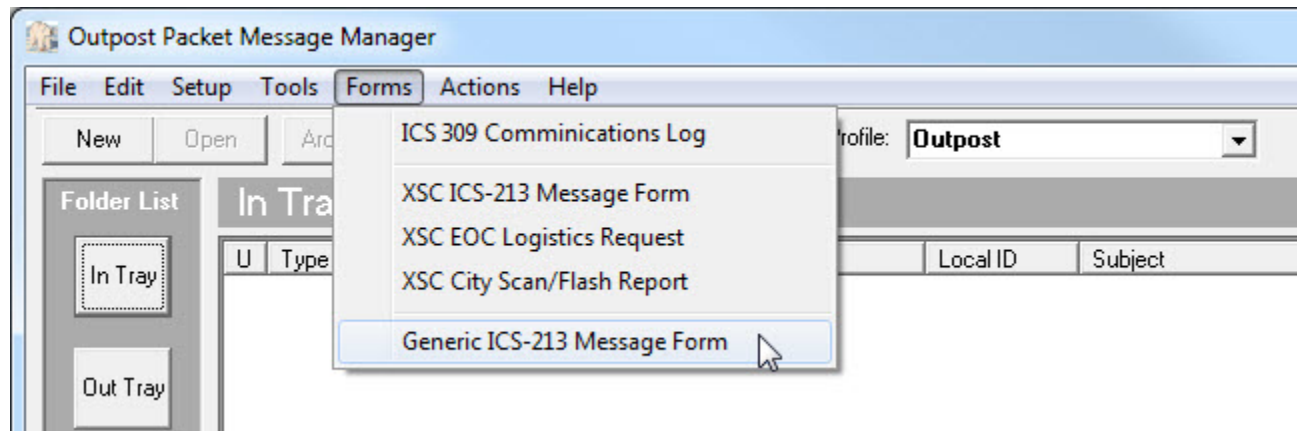 Outpost Packet Message Manager
File Edit Setup Tools Forms Actions Help
New Open Outpost
ICS 309 Comminications Log
XSC ICS-213 Message Form
XSC EOC Logistics Request
XSC City Scan/Flash Report
Generic ICS-213 Message Form
Folder List
In Tray
Out Tray
In
U Type Local ID Subject